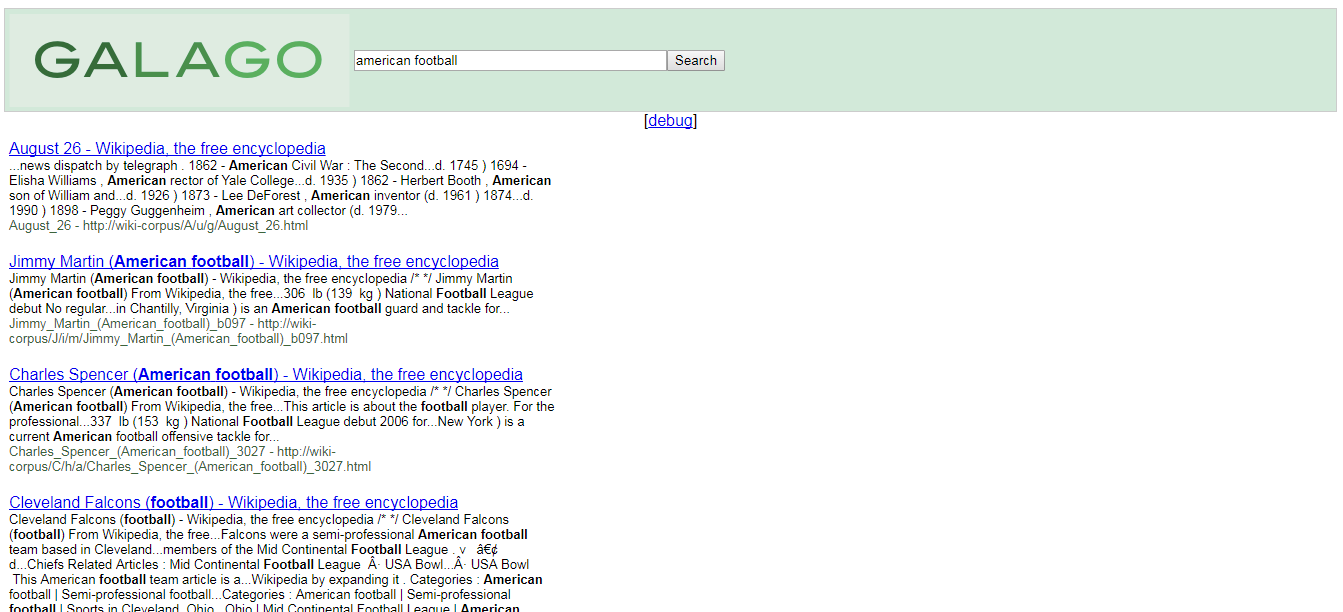 GALAGO
american football Search
[debug]
August 26 - Wikipedia, the free encyclopedia
...news dispatch by telegraph . 1862 - American Civil War : The Second...d. 1745 ) 1694 -
Elisha Williams , American rector of Yale College...d. 1935 ) 1862 - Herbert Booth , American
son of William and...d. 1926 ) 1873 - Lee DeForest , American inventor (d. 1961 ) 1874...d.
1990 ) 1898 - Peggy Guggenheim , American art collector (d. 1979...
August_26 - http://wiki-corpus/A/u/g/August_26.html
Jimmy Martin (American football) - Wikipedia, the free encyclopedia
Jimmy Martin (American football) - Wikipedia, the free encyclopedia /* */ Jimmy Martin
(American football) From Wikipedia, the free...306 lb (139 kg ) National Football League
debut No regular...in Chantilly, Virginia ) is an American football guard and tackle for...
Jimmy_Martin_(American_football)_b097 - http://wiki-
corpus/J/i/m/Jimmy_Martin_(American_football)_b097.html
Charles Spencer (American football) - Wikipedia, the free encyclopedia
Charles Spencer (American football) - Wikipedia, the free encyclopedia /* */ Charles Spencer
(American football) From Wikipedia, the free...This article is about the football player. For the
professional...337 lb (153 kg ) National Football League debut 2006 for...New York ) is a
current American football offensive tackle for...
Charles_Spencer_(American_football)_3027 - http://wiki-
corpus/C/h/a/Charles_Spencer_(American_football)_3027.html
Cleveland Falcons (football) - Wikipedia, the free encyclopedia
Cleveland Falcons (football) - Wikipedia, the free encyclopedia /* */ Cleveland Falcons
(football) From Wikipedia, the free...Falcons were a semi-professional American football
team based in Cleveland...members of the Mid Continental Football League . v â€¢
d...Chiefs Related Articles : Mid Continental Football League Â· USA Bowl...Â· USA Bowl
This American football team article is a...Wikipedia by expanding it . Categories : American
football | Semi-professional football...Categories : American football | Semi-professional
football | Sports in Cleveland, Ohio...Ohio | Mid Continental Football League | American